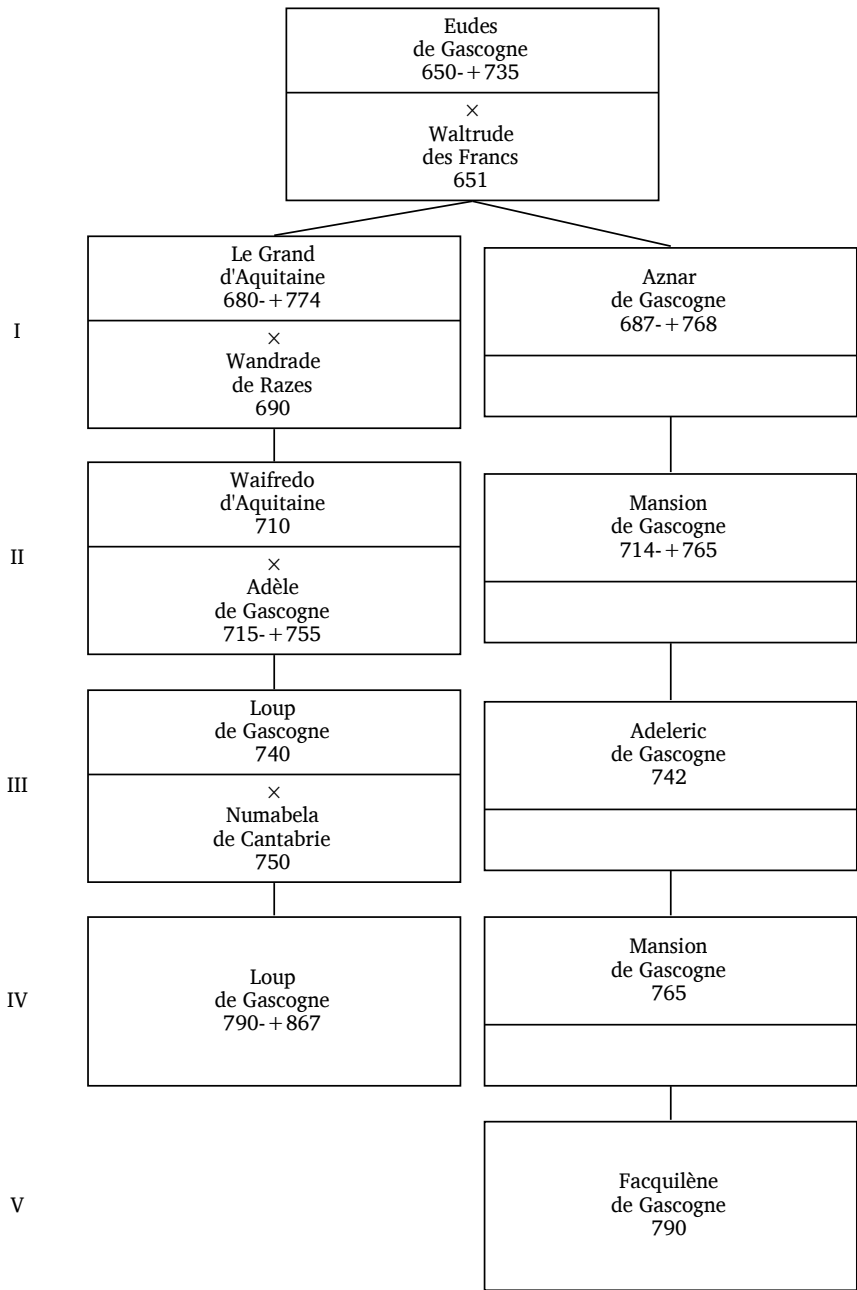 Eudes
de Gascogne
650-+735
×
Waltrude
des Francs
651
I
Le Grand
d'Aquitaine
680-+774
×
Wandrade
de Razes
690
Aznar
de Gascogne
687-+768
II
Waifredo
d'Aquitaine
710
×
Adèle
de Gascogne
715-+755
Mansion
de Gascogne
714-+765
III
Loup
de Gascogne
740
×
Numabela
de Cantabrie
750
Adeleric
de Gascogne
742
IV
Loup
de Gascogne
790-+867
Mansion
de Gascogne
765
V
Facquilène
de Gascogne
790